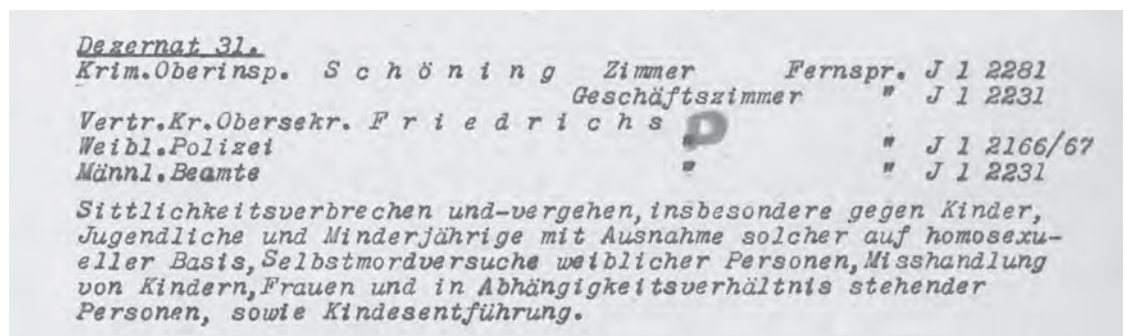 Dezernat 31.
Krim.Oberinsp. S c h ö n i n g Zimmer Fernspr. J 1 2281
Geschäftszimmer " J 1 2231
Vertr.Kr.Obersekr. F r i e d r i c h s
Weibl.Polizei " " J 1 2166/67
Männl.Beamte " " J 1 2231
Sittlichkeitsverbrechen und-vergehen,insbesondere gegen Kinder,
Jugendliche und Minderjährige mit Ausnahme solcher auf homosexu-
eller Basis,Selbstmordversuche weiblicher Personen,Misshandlung
von Kindern,Frauen und in Abhängigkeitsverhältnis stehender
Personen, sowie Kindesentführung.